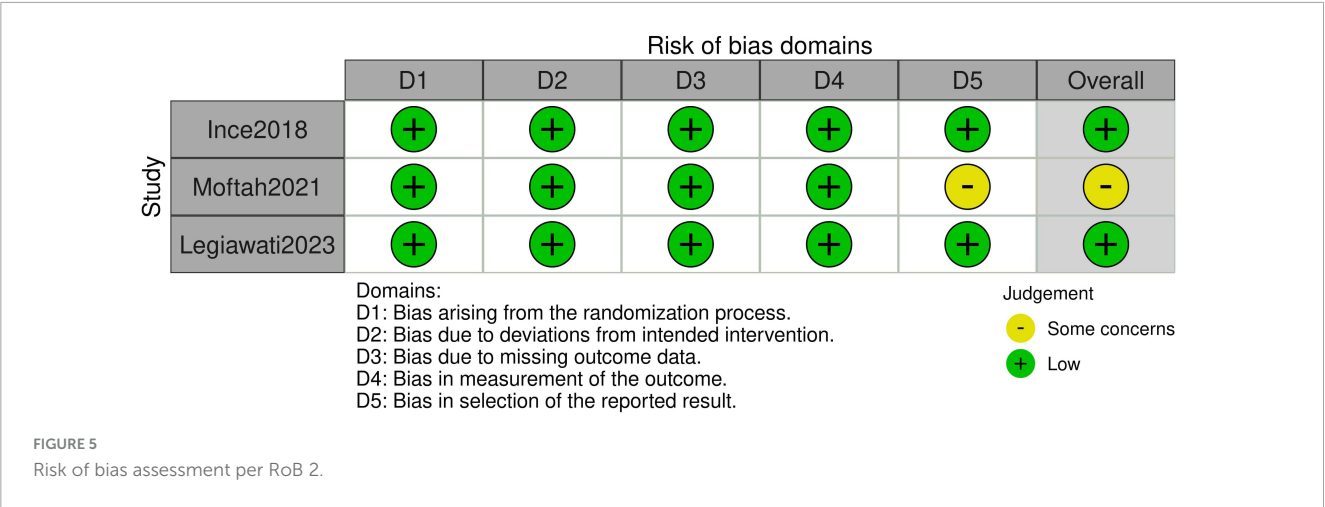 Risk of bias domains
D1 D2 D3 D4 D5 Overall
Study
Ince2018 + + + + + +
Moftah2021 + + + + - -
Legiawati2023 + + + + + +
Domains:
D1: Bias arising from the randomization process.
D2: Bias due to deviations from intended intervention.
D3: Bias due to missing outcome data.
D4: Bias in measurement of the outcome.
D5: Bias in selection of the reported result.
Judgement
- Some concerns
+ Low
FIGURE 5
Risk of bias assessment per RoB 2.